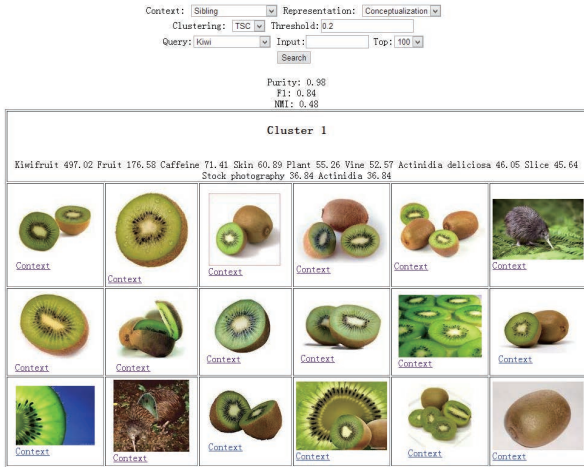 Context: Sibling Representation: Conceptualization
Clustering: TSC Threshold: 0.2
Query: Kiwi Input: Top: 100
Search
Purity: 0.98
F1: 0.84
NMI: 0.48
Cluster 1
Kiwifruit 497.02 Fruit 176.58 Caffeine 71.41 Skin 60.89 Plant 55.26 Vine 52.57 Actinidia deliciosa 46.05 Slice 45.64
Stock photography 36.84 Actinidia 36.84
Context Context Context Context Context Context
Context Context Context Context Context Context
Context Context Context Context Context Context